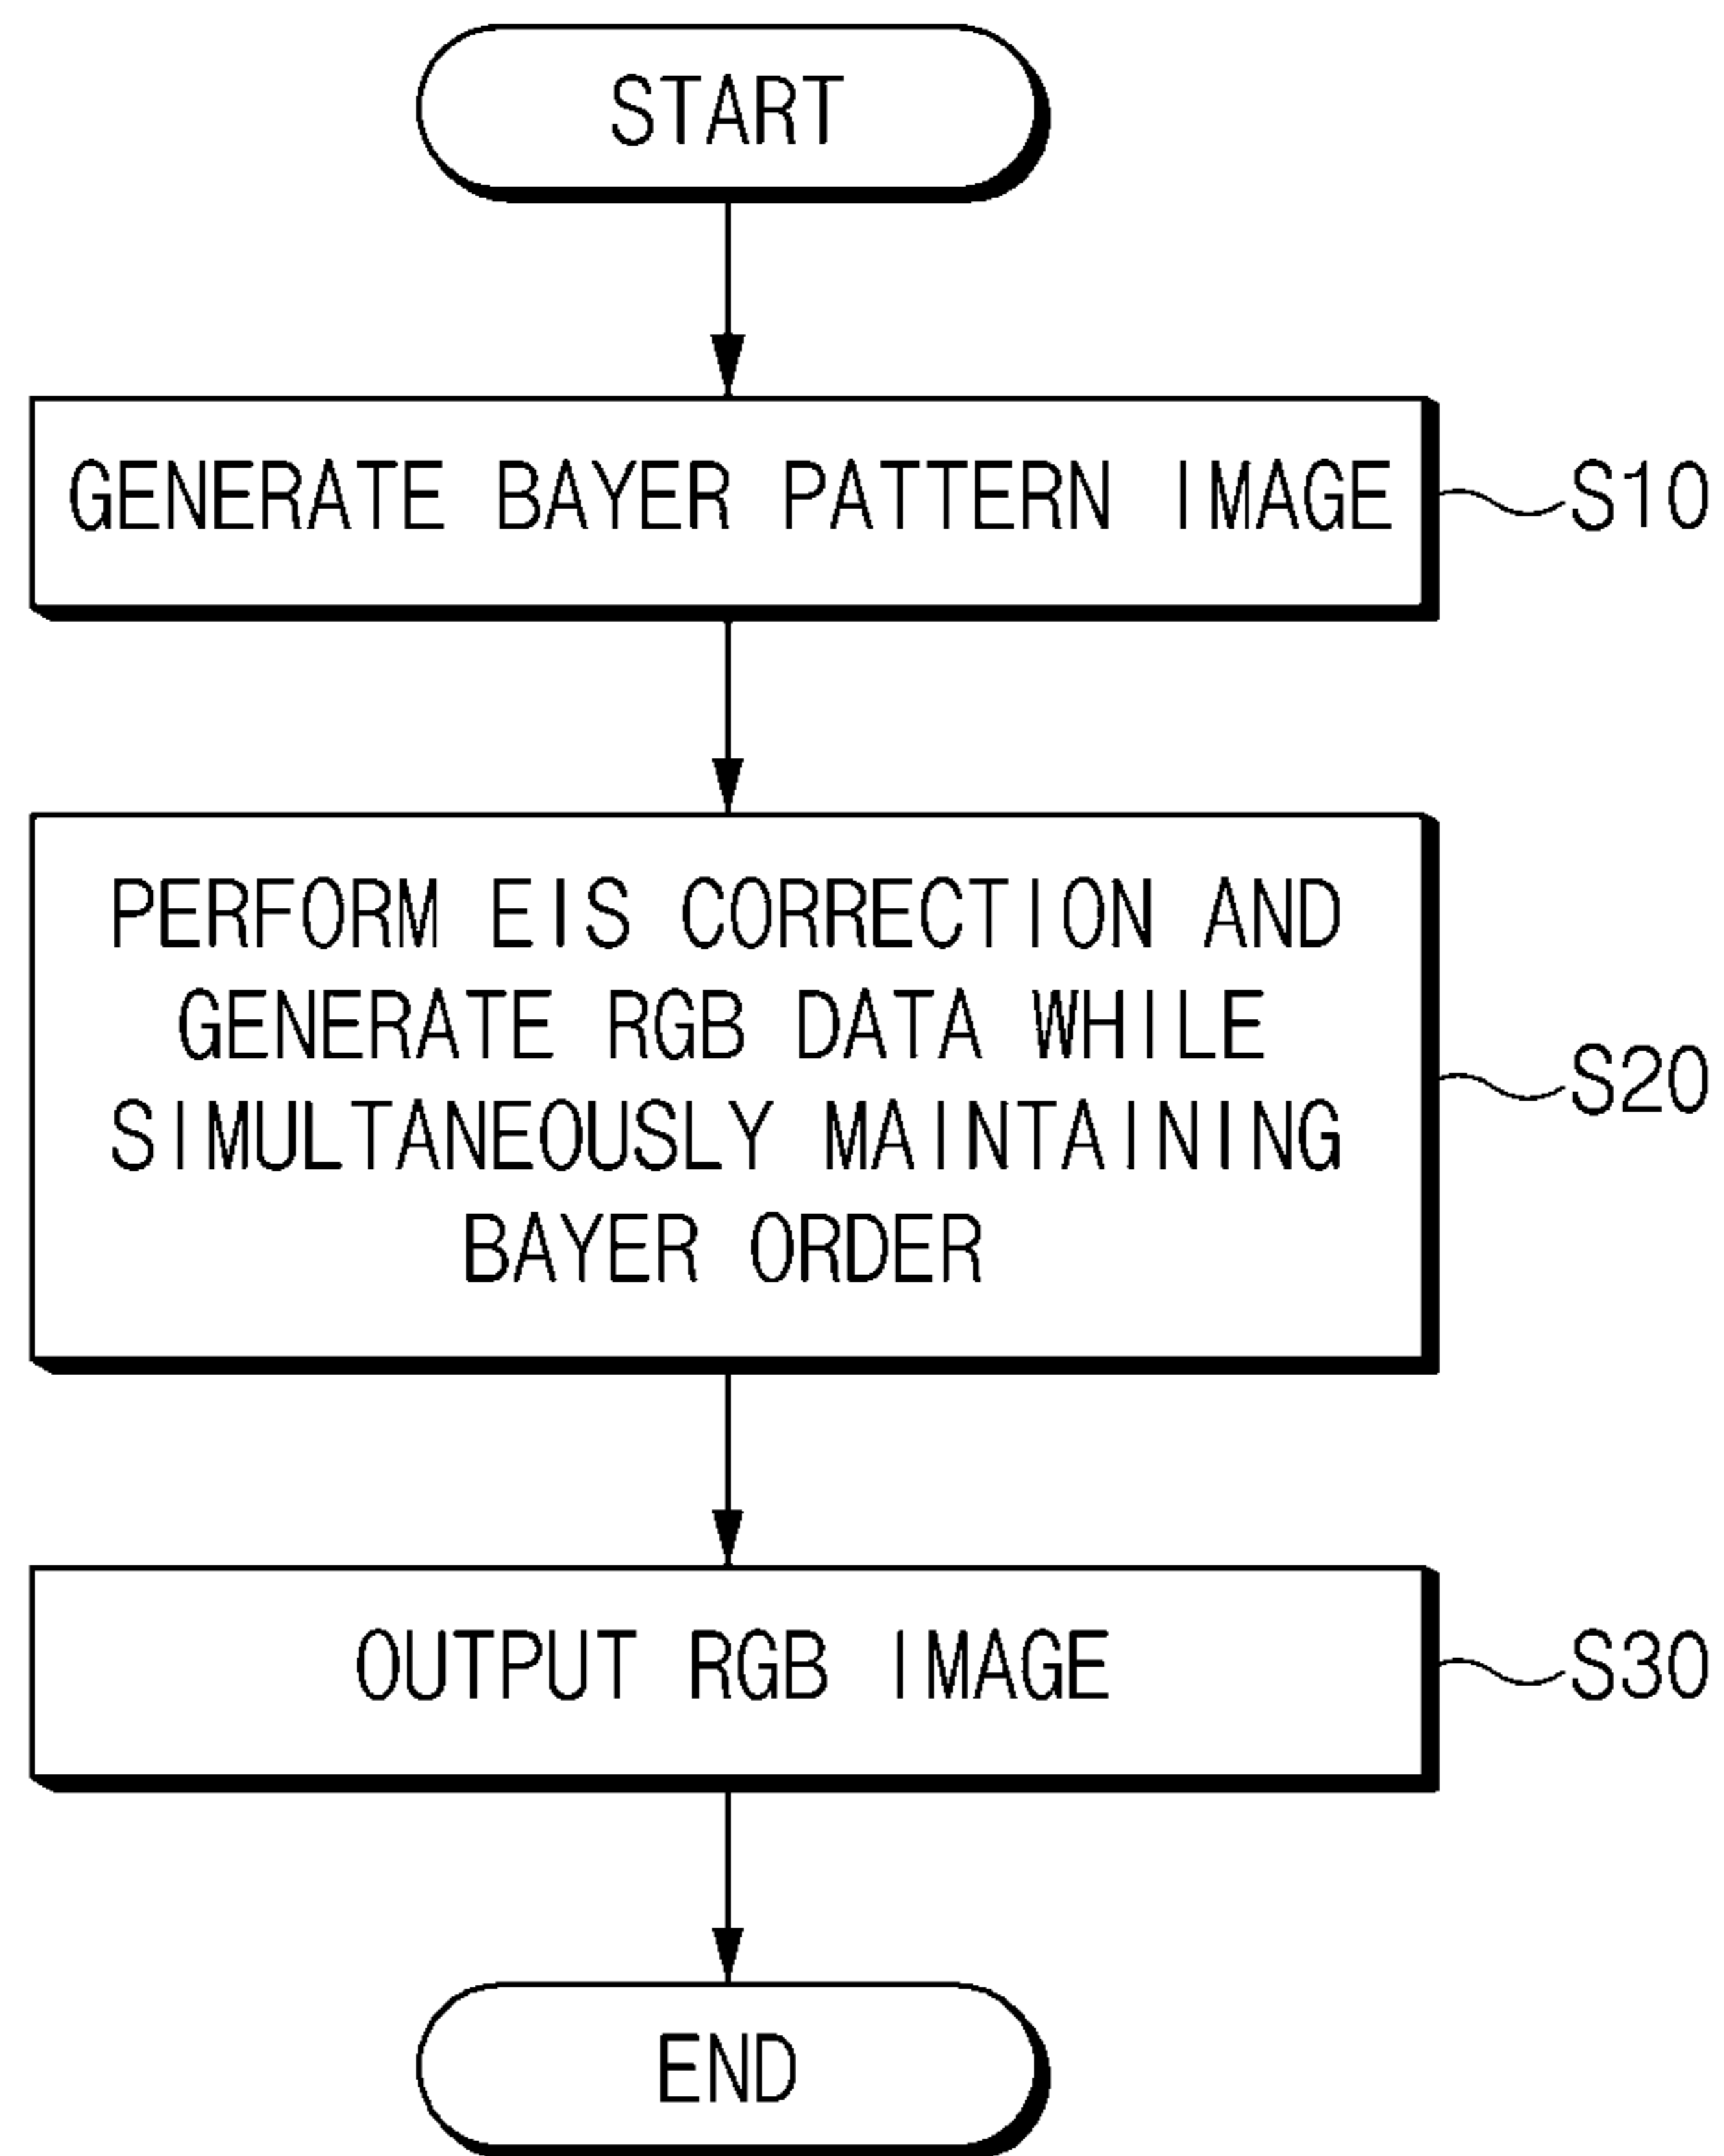 START
GENERATE BAYER PATTERN IMAGE
S10
PERFORM EIS CORRECTION AND
GENERATE RGB DATA WHILE
SIMULTANEOUSLY MAINTAINING
BAYER ORDER
S20
OUTPUT RGB IMAGE
S30
END